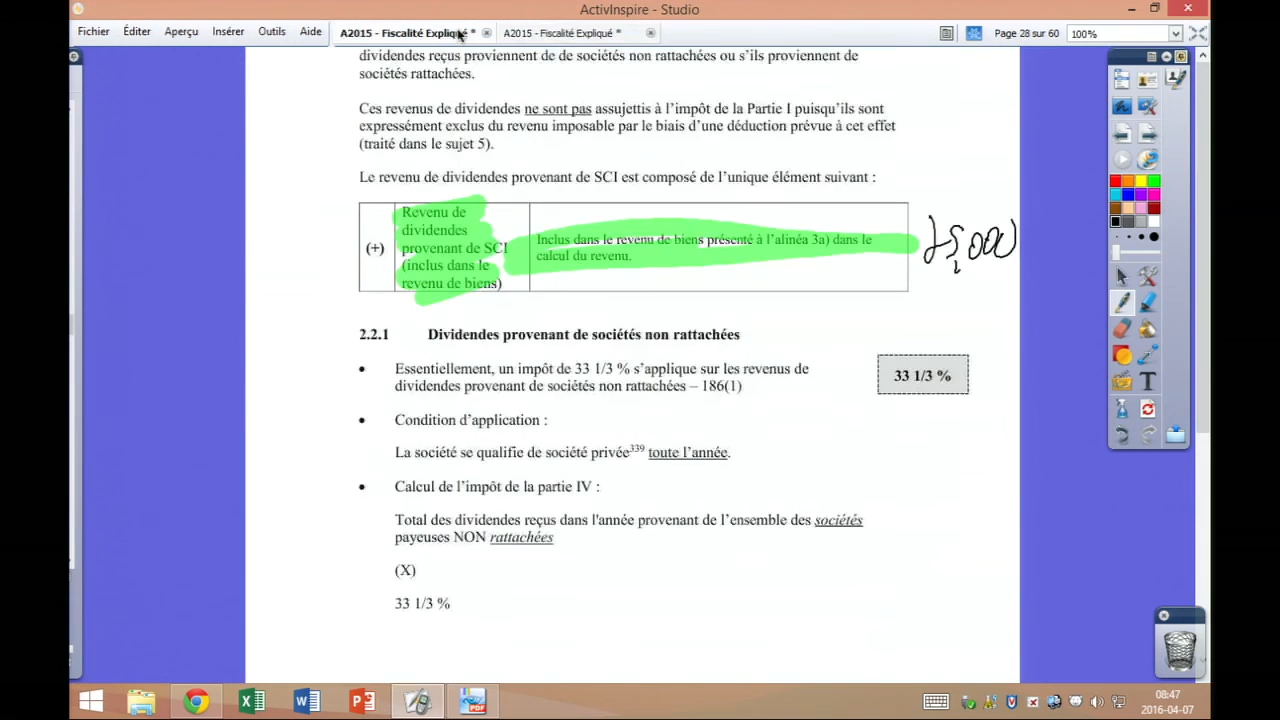 ActivInspire - Studio
Fichier Éditer Aperçu Insérer Outils Aide
A2015 - Fiscalité Expliqué *
A2015 - Fiscalité Expliqué *
Page 28 sur 60
100%
dividendes reçus proviennent de de sociétés non rattachées ou s'ils proviennent de
sociétés rattachées.
Ces revenus de dividendes ne sont pas assujettis à l'impôt de la Partie I puisqu'ils sont
expressément exclus du revenu imposable par le biais d'une déduction prévue à cet effet
(traité dans le sujet 5).
Le revenu de dividendes provenant de SCI est composé de l'unique élément suivant :
(+)
Revenu de
dividendes
provenant de SCI
(inclus dans le
revenu de biens)
Inclus dans le revenu de biens présenté à l'alinéa 3a) dans le
calcul du revenu.
2.2.1 Dividendes provenant de sociétés non rattachées
• Essentiellement, un impôt de 33 1/3 % s'applique sur les revenus de
dividendes provenant de sociétés non rattachées – 186(1)
33 1/3 %
• Condition d'application :
La société se qualifie de société privée339 toute l'année.
• Calcul de l'impôt de la partie IV :
Total des dividendes reçus dans l'année provenant de l'ensemble des sociétés
payeuses NON rattachées
(X)
33 1/3 %
08:47
2016-04-07